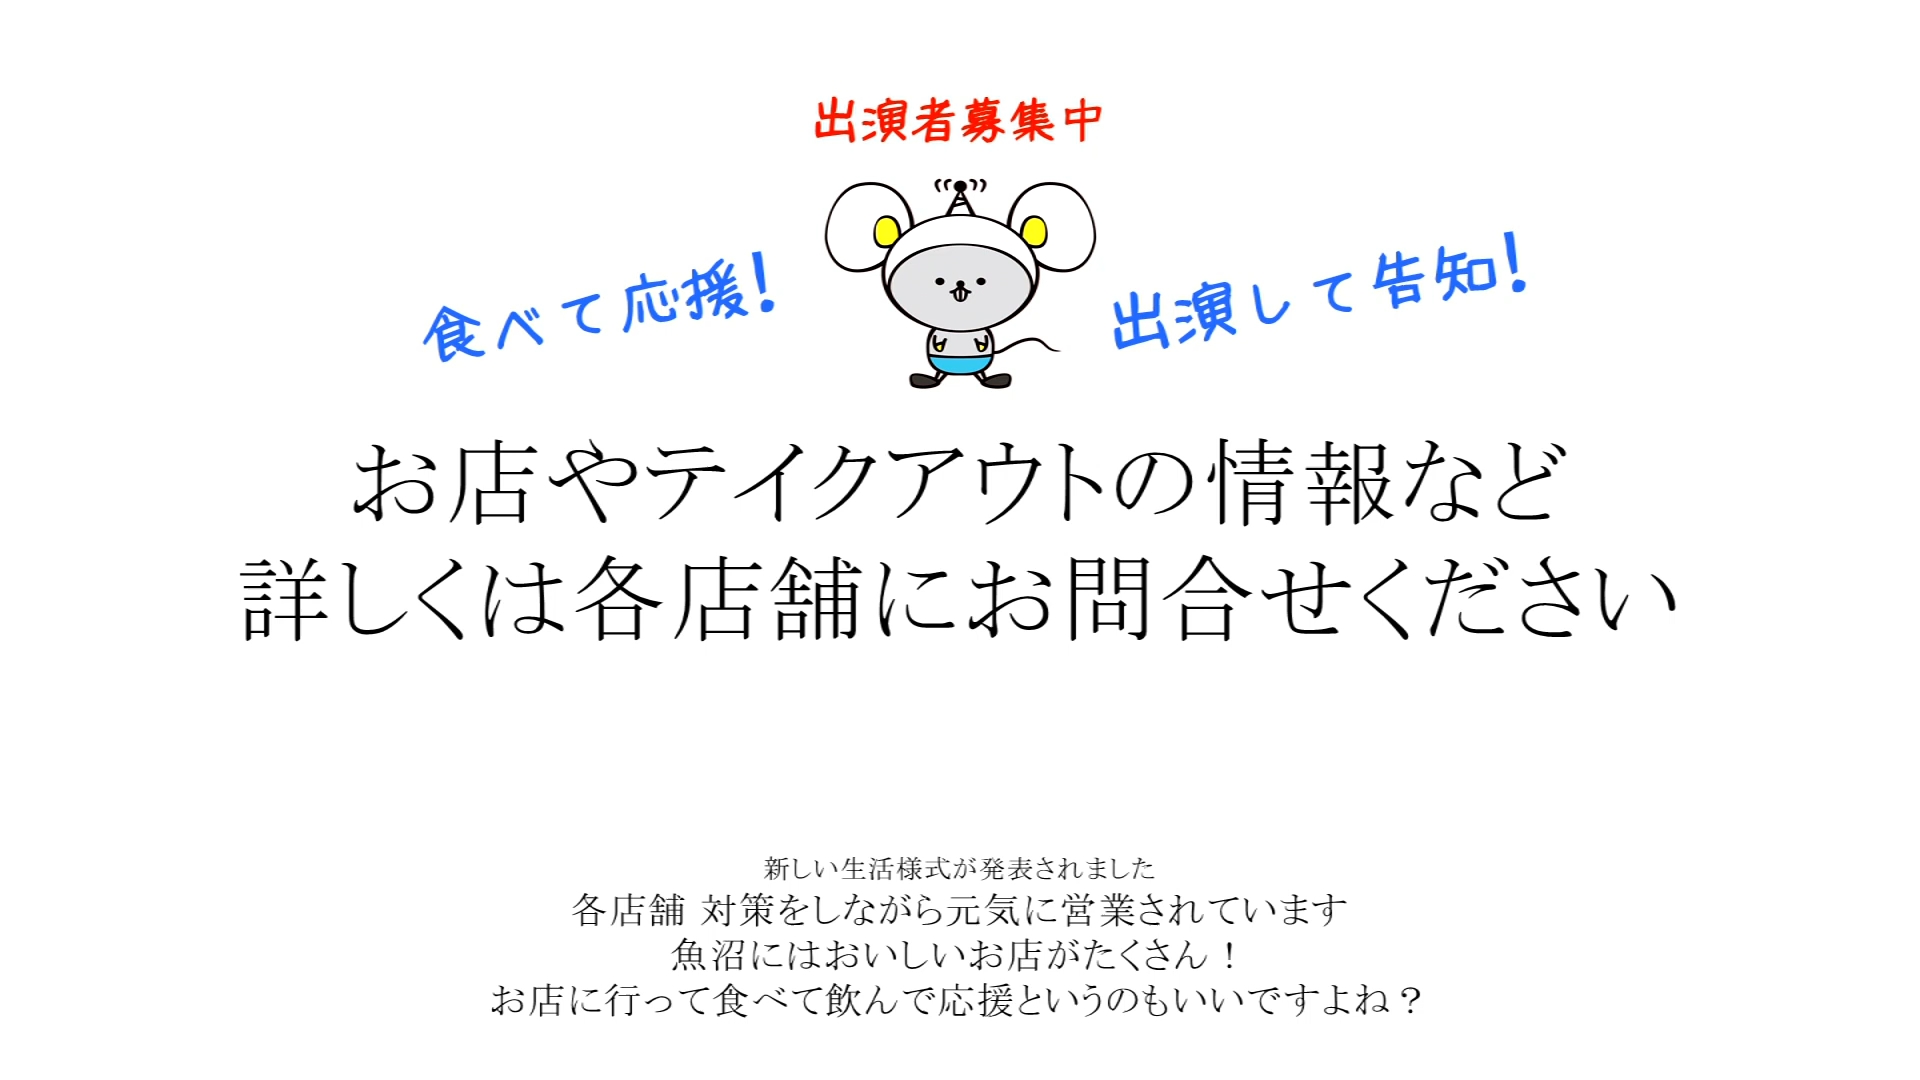 出演者募集中
食べて応援!
出演して告知!
お店やテイクアウトの情報など
詳しくは各店舗にお問合せください
新しい生活様式が発表されました
各店舗 対策をしながら元気に営業されています
魚沼にはおいしいお店がたくさん！
お店に行って食べて飲んで応援というのもいいですよね？